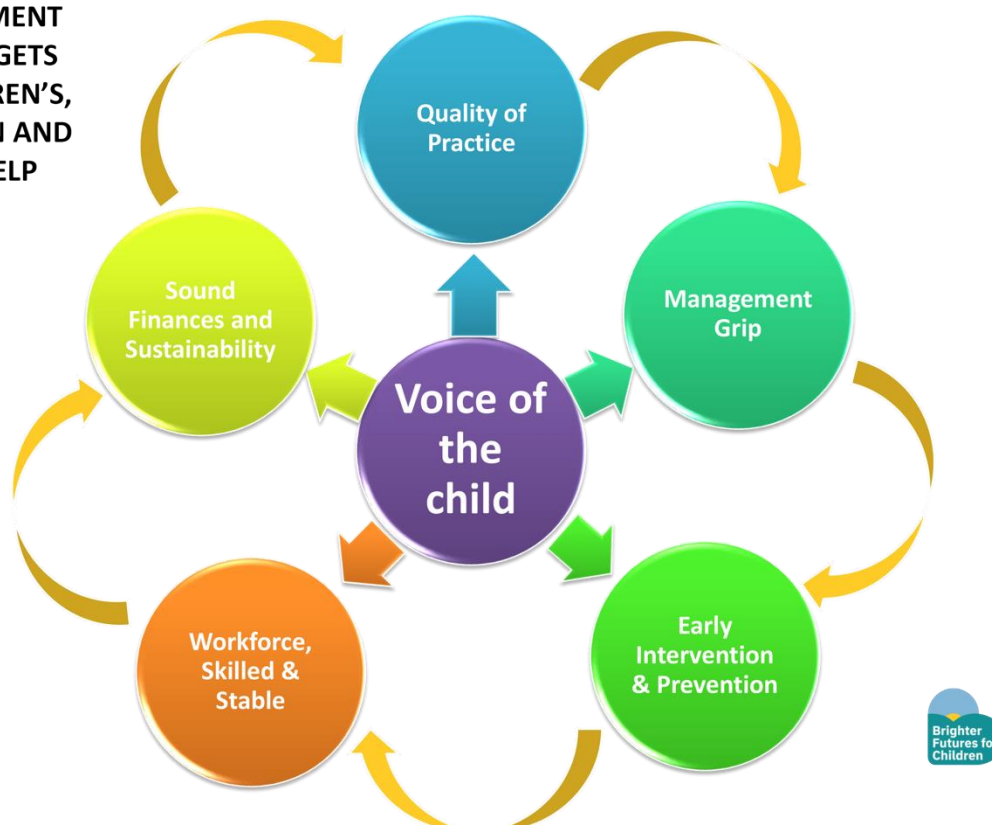 MENT
GETS
REN'S,
N AND
ELP
Quality of
Practice
Sound
Finances and
Sustainability
Management
Grip
Voice of
the
child
Workforce,
Skilled &
Stable
Early
Intervention
& Prevention
Brighter
Futures fo
Children